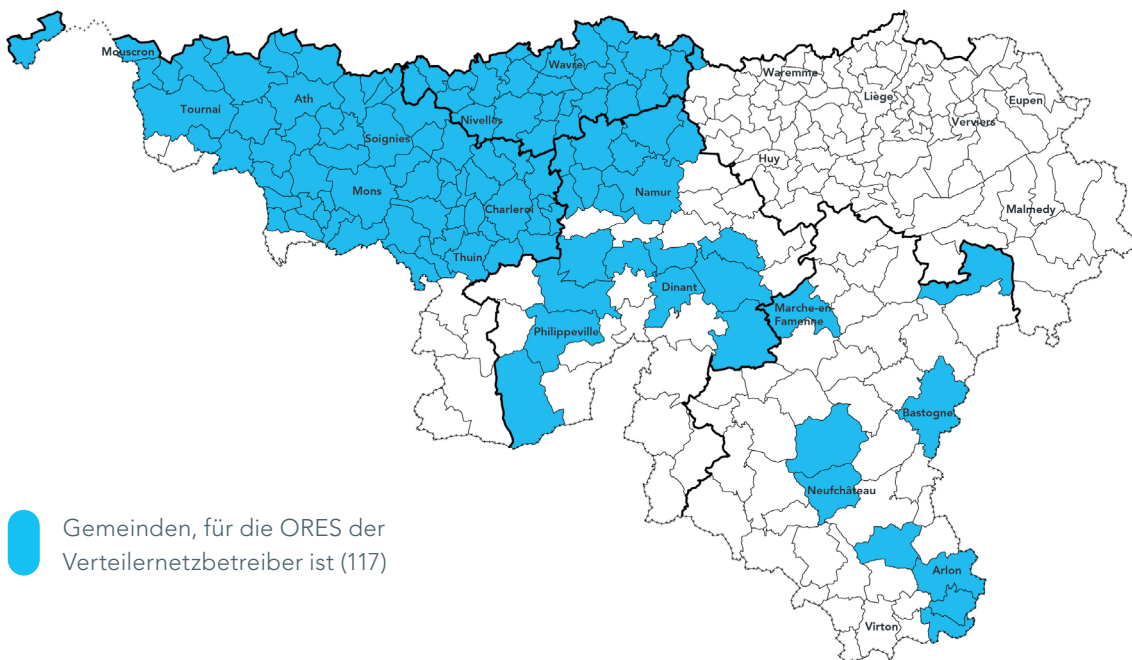 Mouscron
Wavre
Waremme
Tournai
Ath
Liège
Eupen
Nivelles
Verviers
Soignies
Huy
Mons
Namur
Charleroi
Malmedy
Thuin
Dinant
Marche-en-
Famenne
Philippeville
Bastogne
Neufchâteau
Gemeinden, für die ORES der
Verteilernetzbetreiber ist (117)
Arlon
Virton